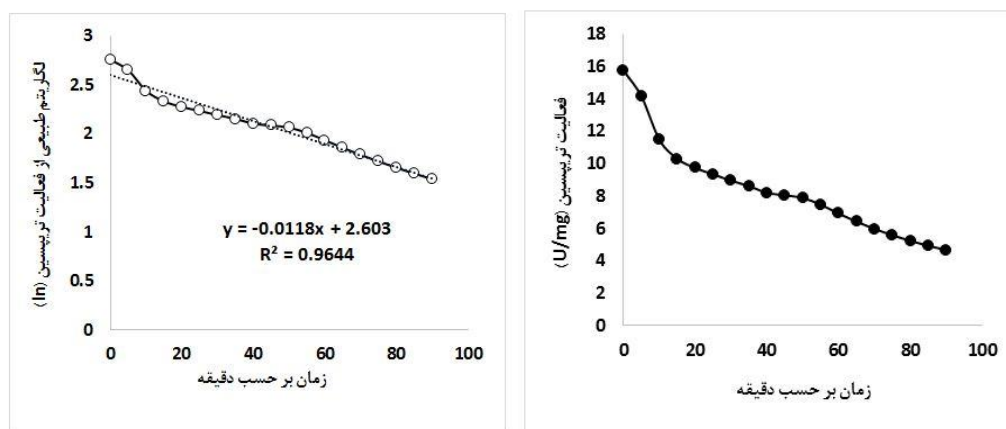 3
2.5
2
1.5
1
0.5
0
لگاریتم طبیعی از فعالیت تریپسین (ln)
y = -0.0118x + 2.603
R² = 0.9644
0 20 40 60 80 100
زمان بر حسب دقیقه
18
16
14
12
10
8
6
4
2
0
فعالیت تریپسین (U/mg)
0 20 40 60 80 100
زمان بر حسب دقیقه